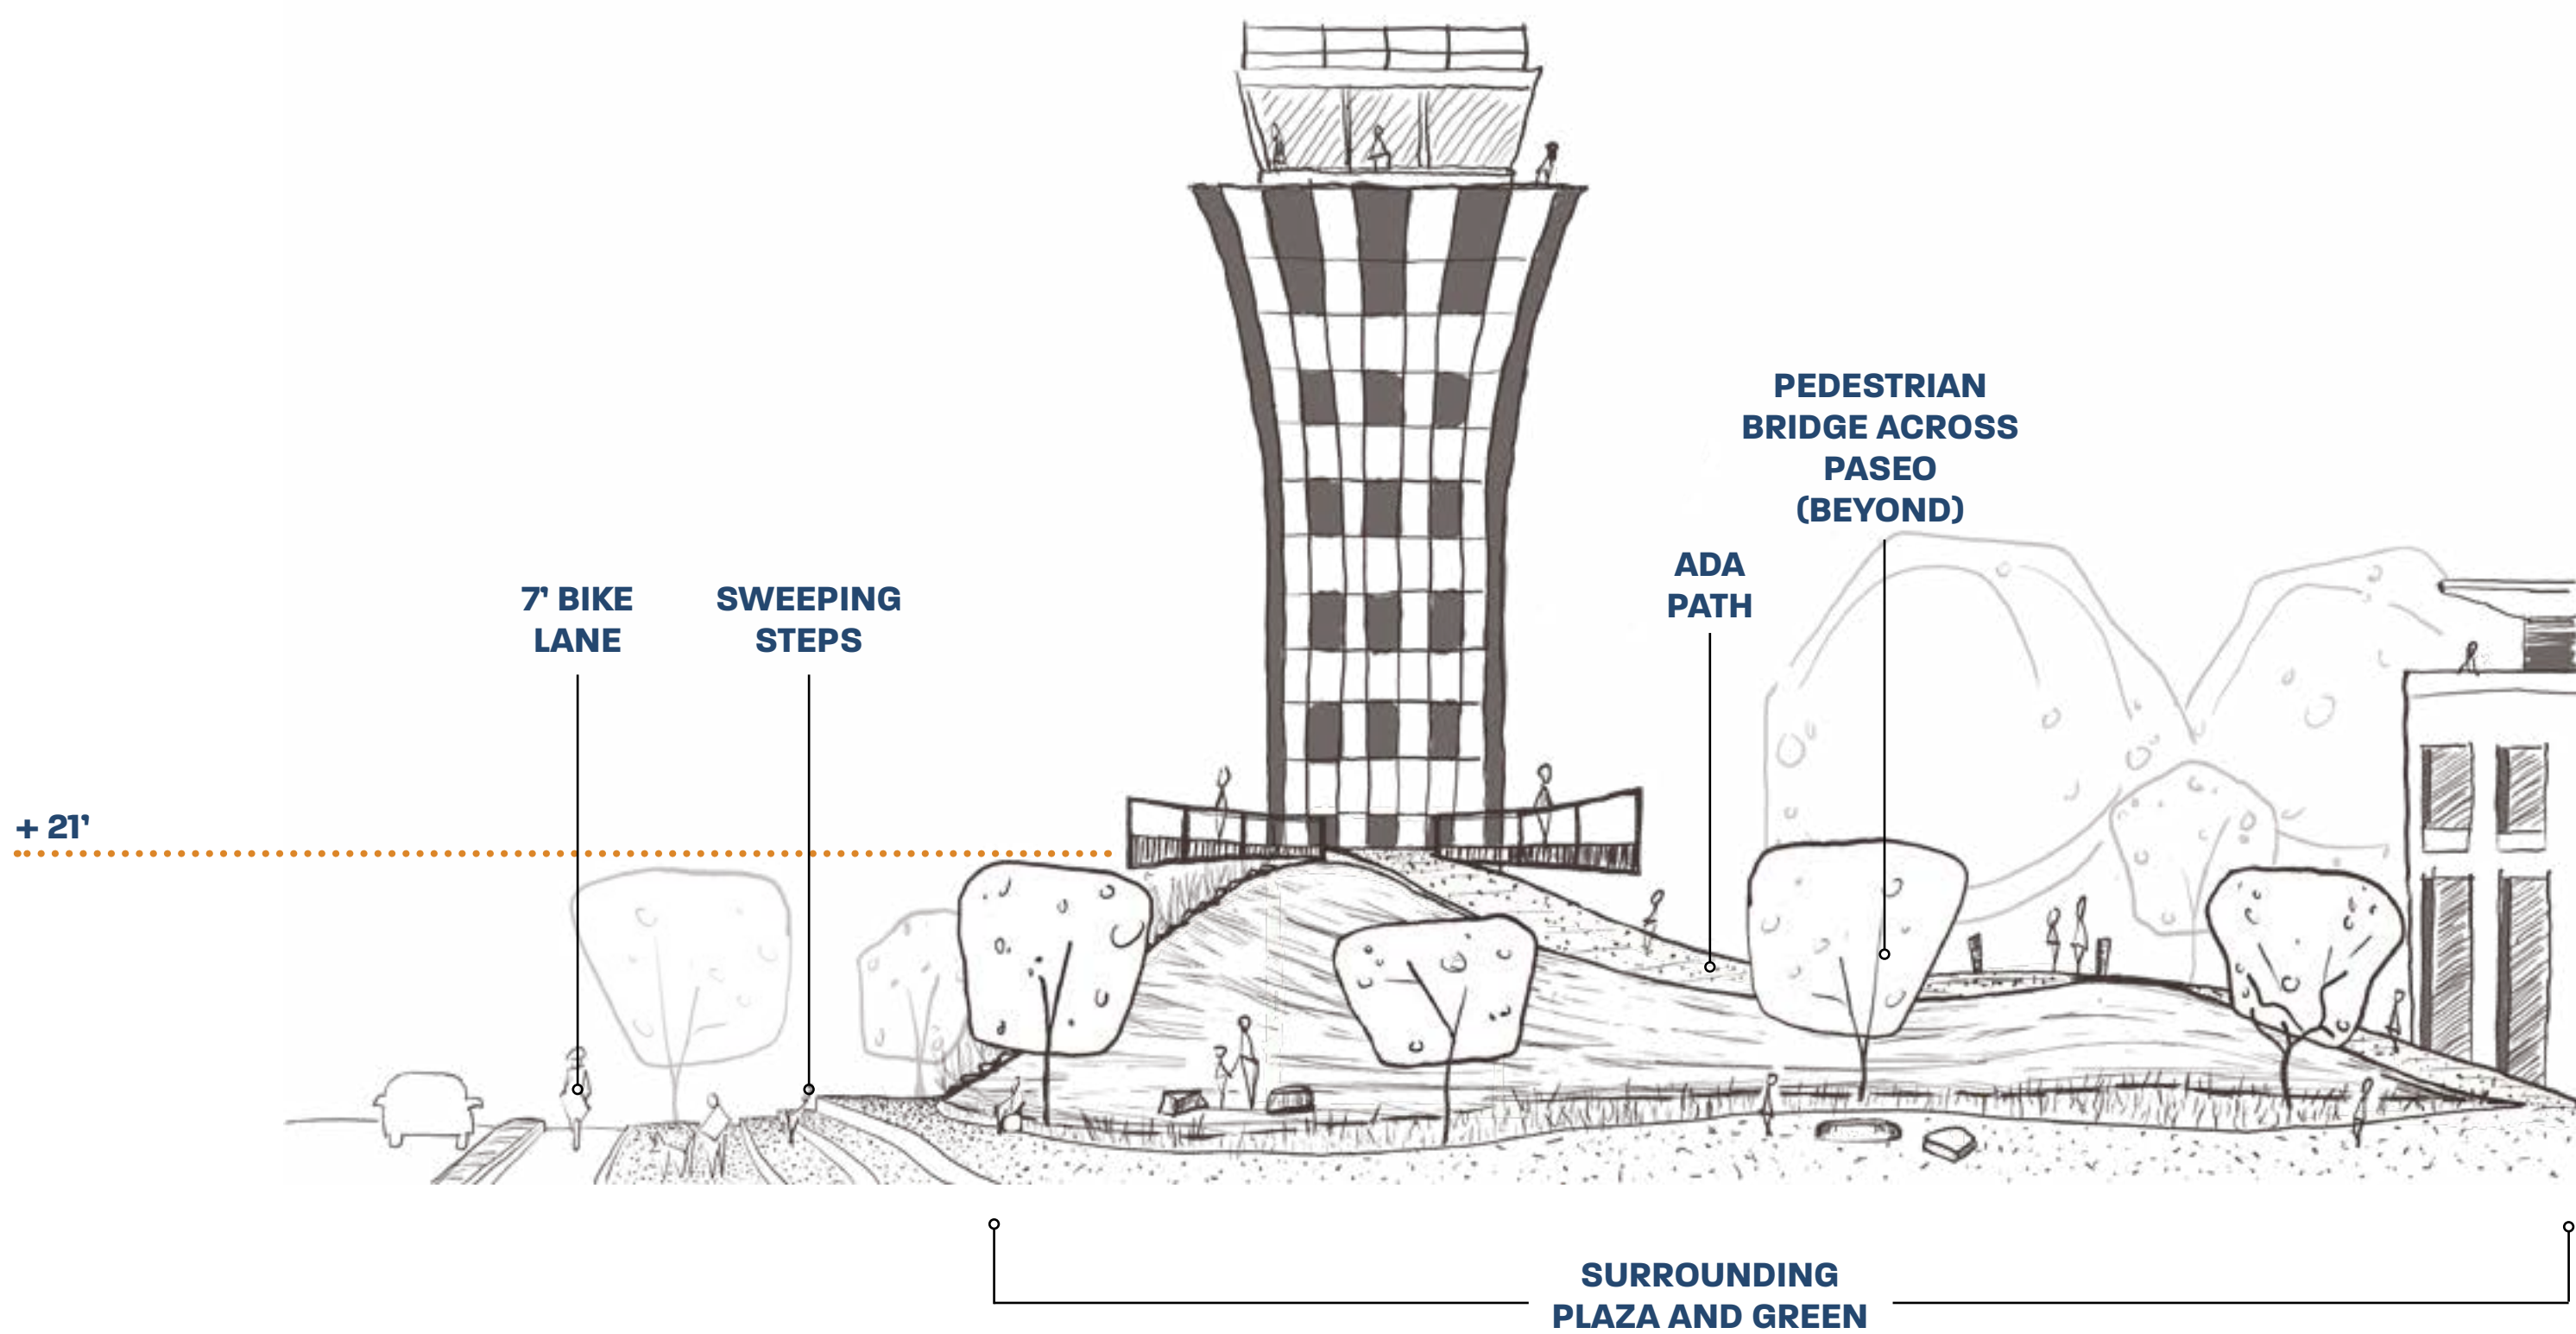 PEDESTRIAN
BRIDGE ACROSS
PASEO
(BEYOND)
ADA
PATH
7’ BIKE
LANE
SWEEPING
STEPS
+ 21’
SURROUNDING
PLAZA AND GREEN